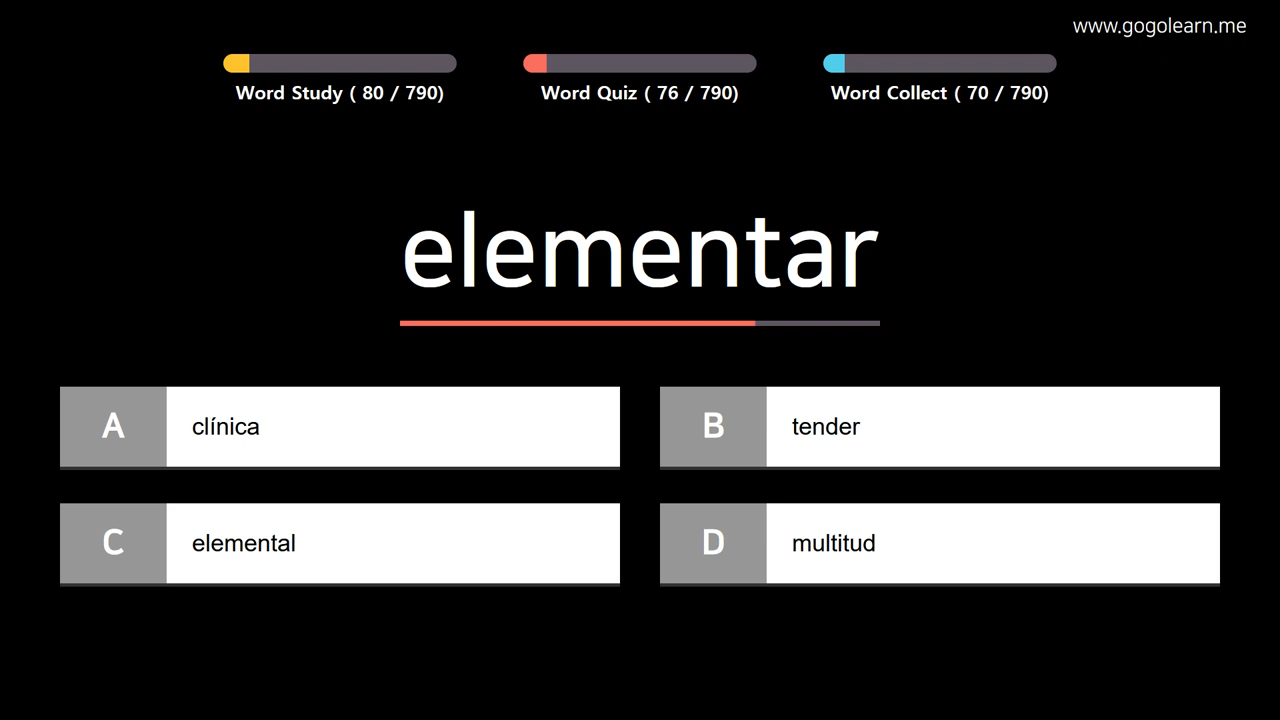 www.gogolearn.me
Word Study ( 80 / 790)
Word Quiz ( 76 / 790)
Word Collect ( 70 / 790)
elementar
A
clínica
B
tender
C
elemental
D
multitud